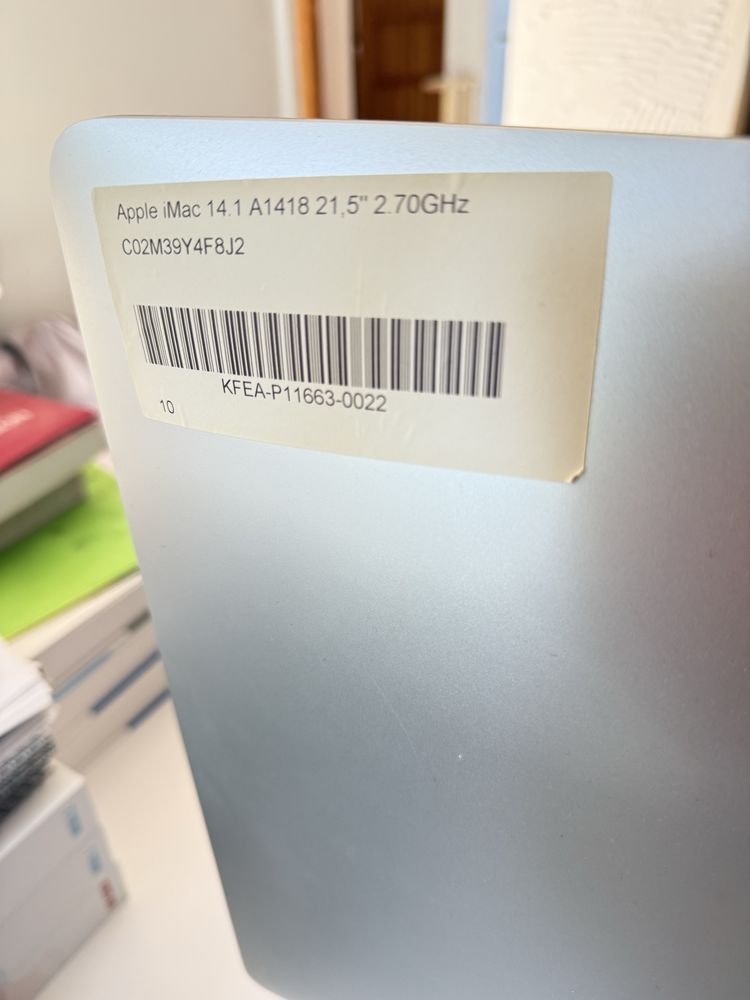 Apple iMac 14.1 A1418 21,5" 2.70GHz
C02M39Y4F8J2
KFEA-P11663-0022
10